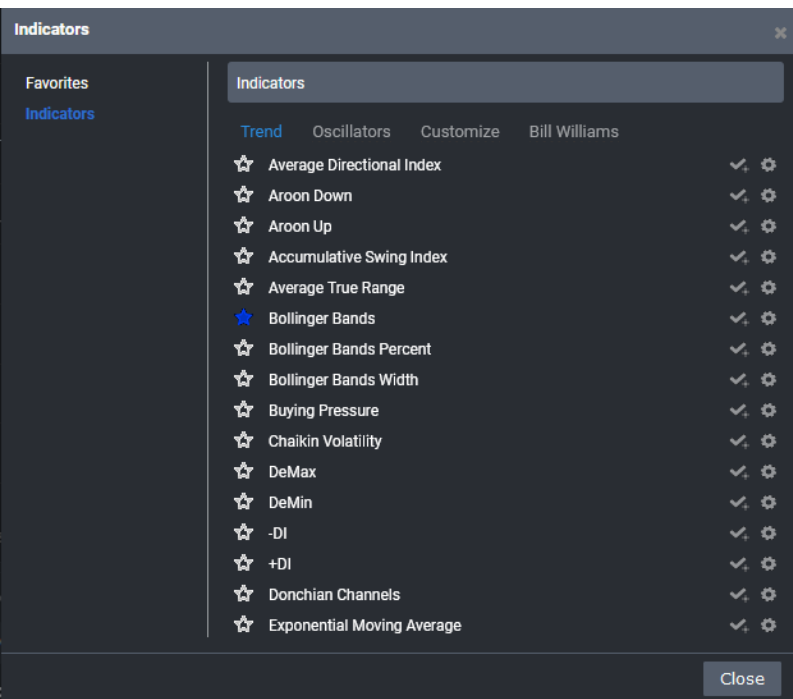 Indicators
Favorites
Indicators
Indicators
Trend Oscillators Customize Bill Williams
Average Directional Index
Aroon Down
Aroon Up
Accumulative Swing Index
Average True Range
Bollinger Bands
Bollinger Bands Percent
Bollinger Bands Width
Buying Pressure
Chaikin Volatility
DeMax
DeMin
-DI
+DI
Donchian Channels
Exponential Moving Average
Close